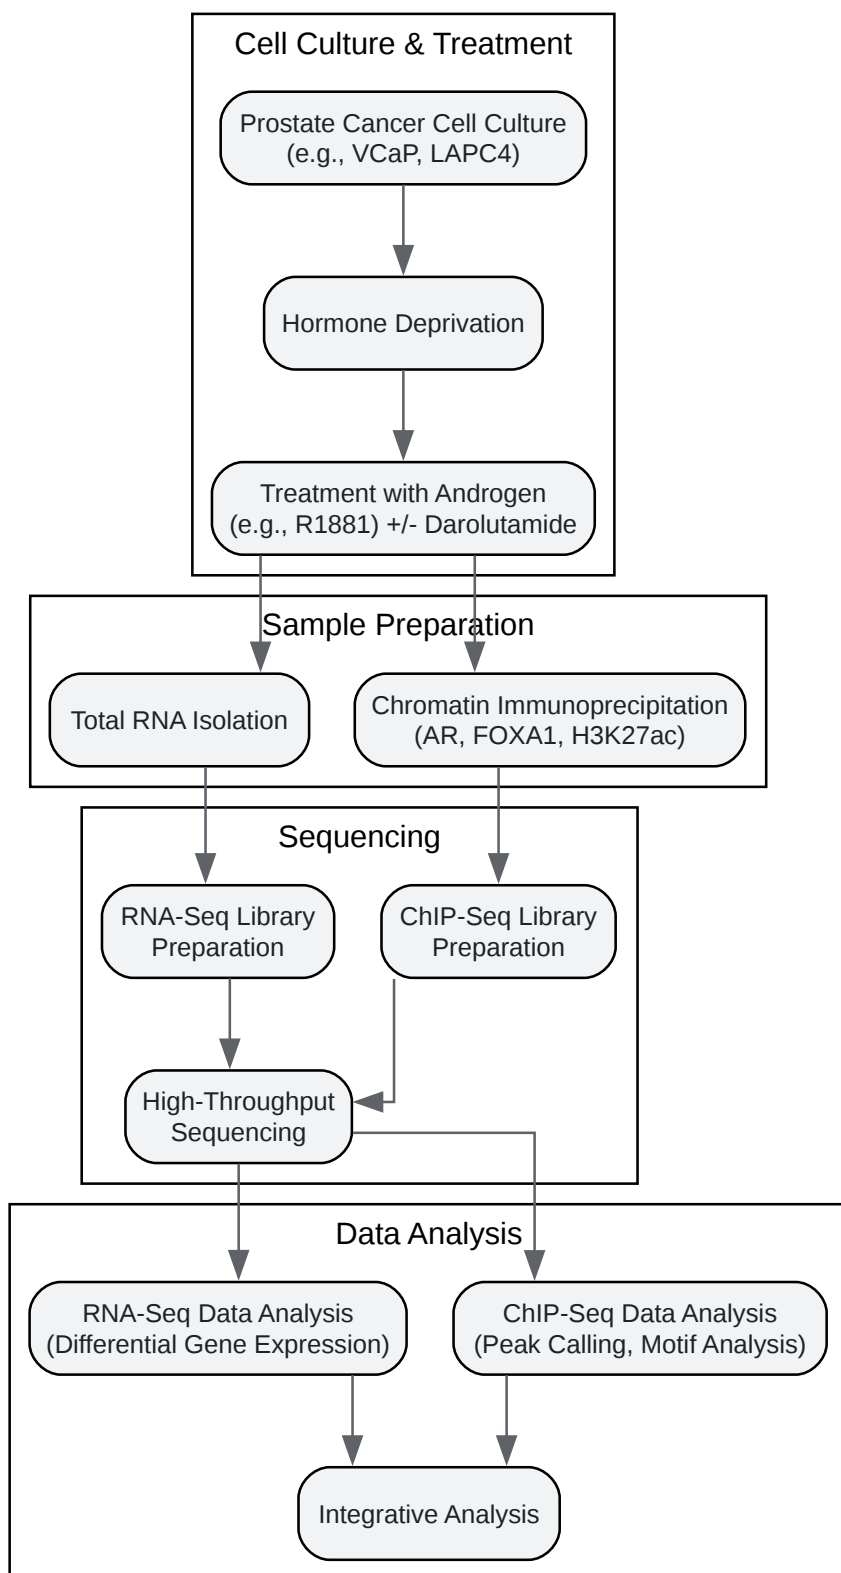 Cell Culture & Treatment
Prostate Cancer Cell Culture
(e.g., VCaP, LAPC4)
Hormone Deprivation
Treatment with Androgen
(e.g., R1881) +/- Darolutamide
Sample Preparation
Total RNA Isolation
Chromatin Immunoprecipitation
(AR, FOXA1, H3K27ac)
Sequencing
RNA-Seq Library
Preparation
ChIP-Seq Library
Preparation
High-Throughput
Sequencing
Data Analysis
RNA-Seq Data Analysis
(Differential Gene Expression)
ChIP-Seq Data Analysis
(Peak Calling, Motif Analysis)
Integrative Analysis